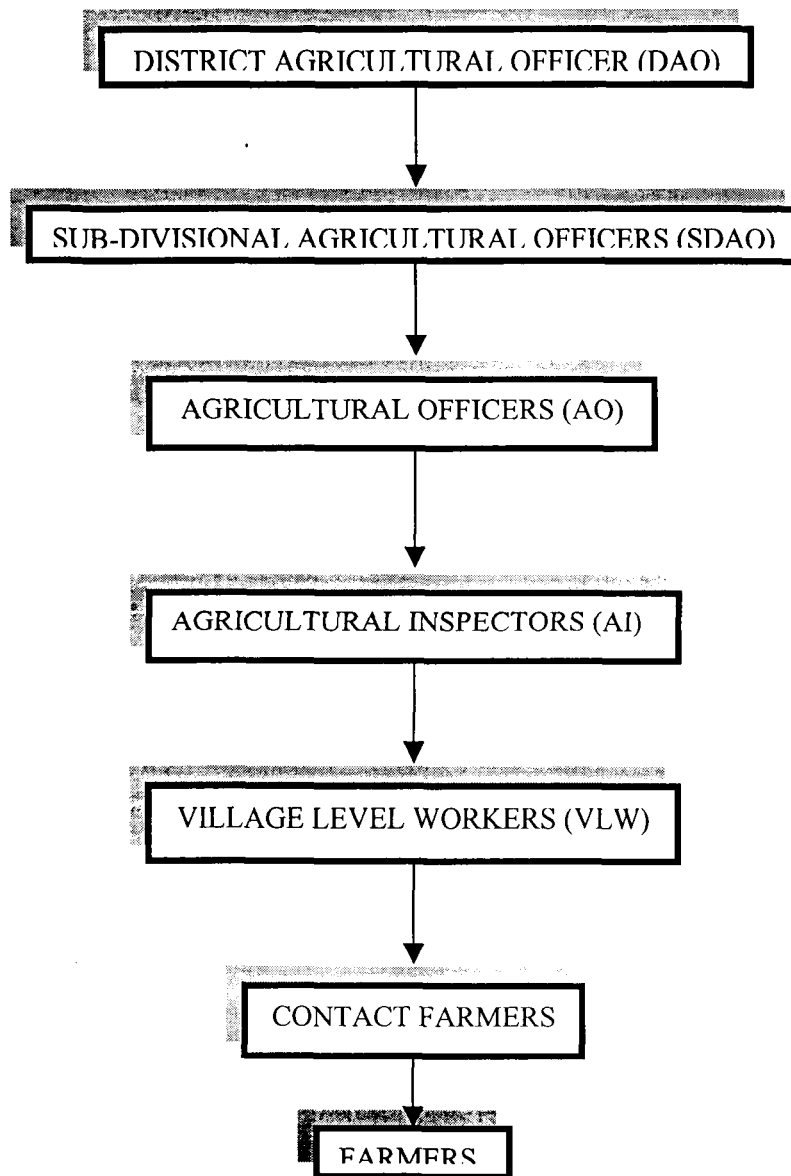 DISTRICT AGRICULTURAL OFFICER (DAO)
SUB-DIVISIONAL AGRICULTURAL OFFICERS (SDAO)
AGRICULTURAL OFFICERS (AO)
AGRICULTURAL INSPECTORS (AI)
VILLAGE LEVEL WORKERS (VLW)
CONTACT FARMERS
FARMERS